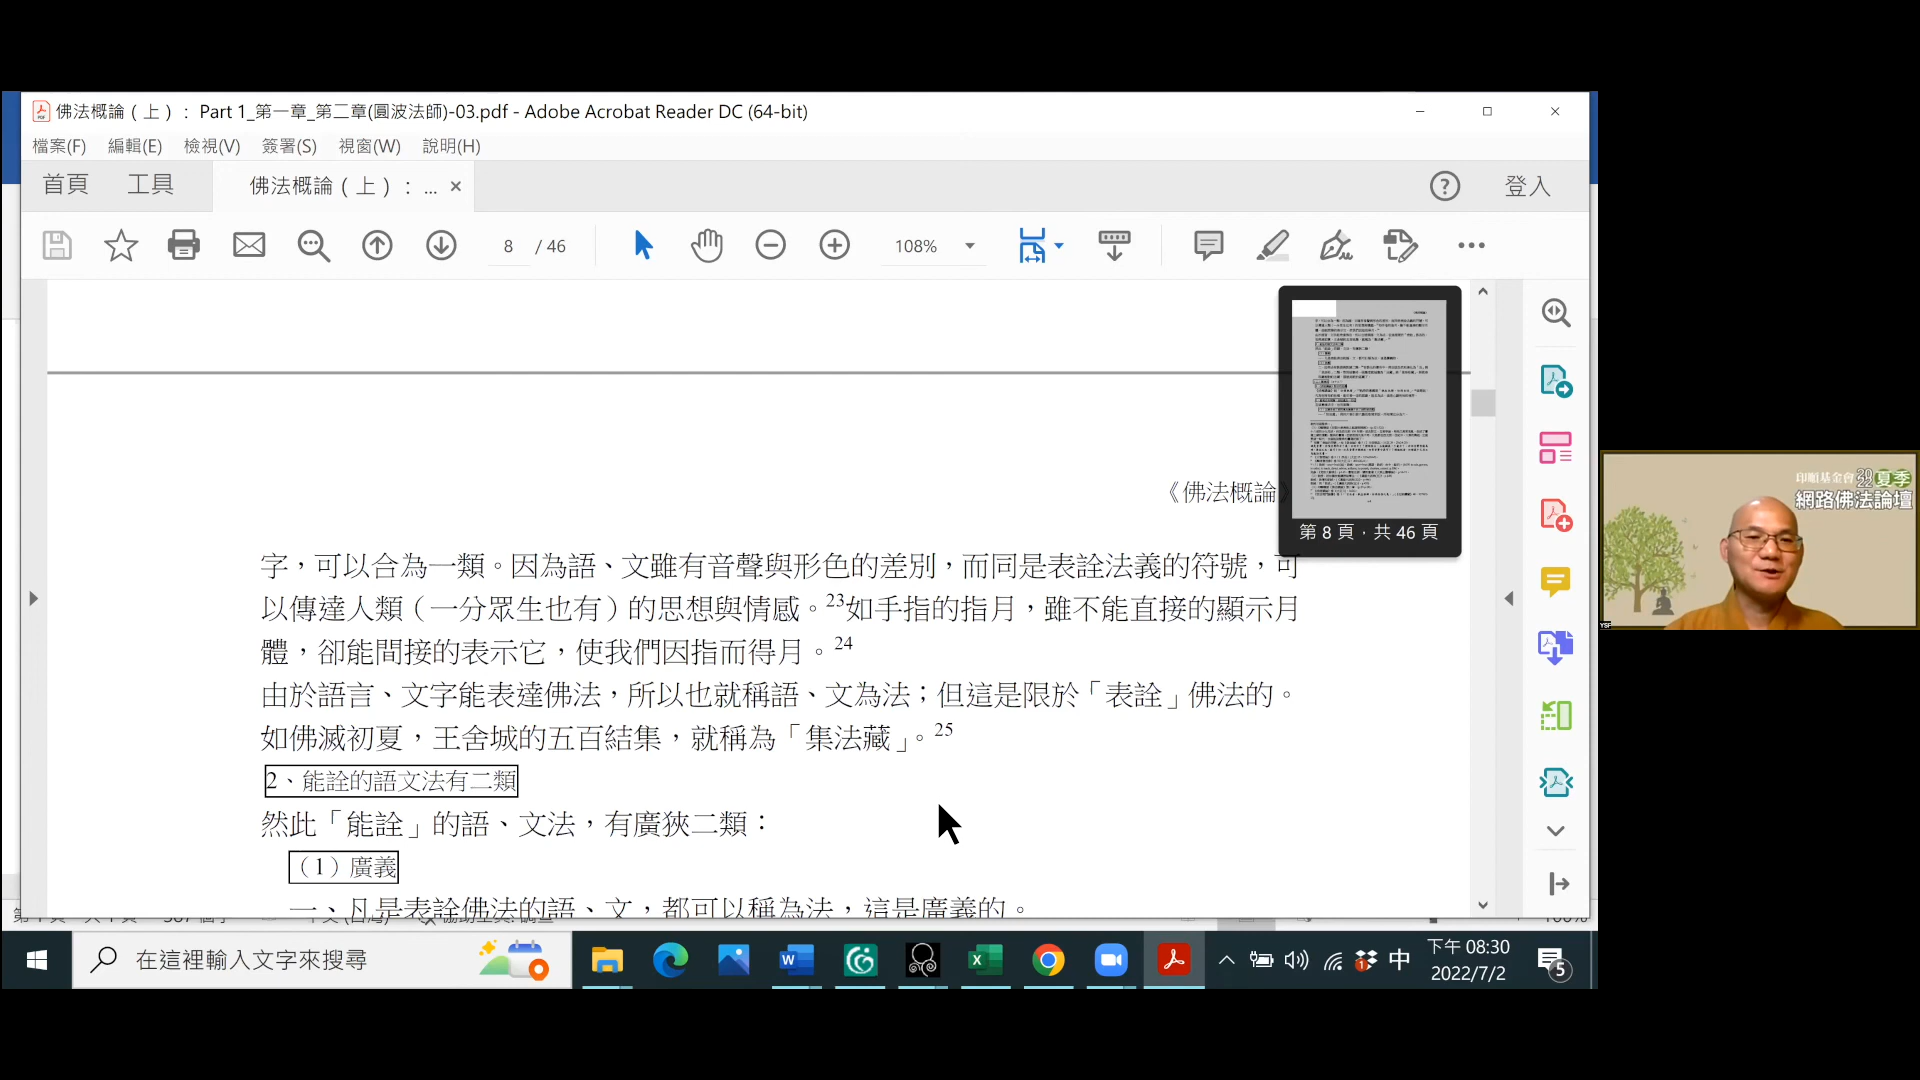 佛法概論（上）： Part 1_第一章_第二章(圓波法師)-03.pdf - Adobe Acrobat Reader DC (64-bit)
檔案(F) 編輯(E) 檢視(V) 簽署(S) 視窗(W) 說明(H)
首頁 工具 佛法概論（上）： ... × 登入
8 / 46 108%
《佛法概論
第 8 頁，共 46 頁
印順基金會 2022 夏季
網路佛法論壇
字，可以合為一類。因為語、文雖有音聲與形色的差別，而同是表詮法義的符號，可
以傳達人類（一分眾生也有）的思想與情感。23如手指的指月，雖不能直接的顯示月
體，卻能間接的表示它，使我們因指而得月。24
由於語言、文字能表達佛法，所以也就稱語、文為法；但這是限於「表詮」佛法的。
如佛滅初夏，王舍城的五百結集，就稱為「集法藏」。25
2、能詮的語文法有二類
然此「能詮」的語、文法，有廣狹二類：
（1）廣義
一、凡是表詮佛法的語、文，都可以稱為法，這是廣義的。
YSF
在這裡輸入文字來搜尋
中
下午 08:30
2022/7/2
5